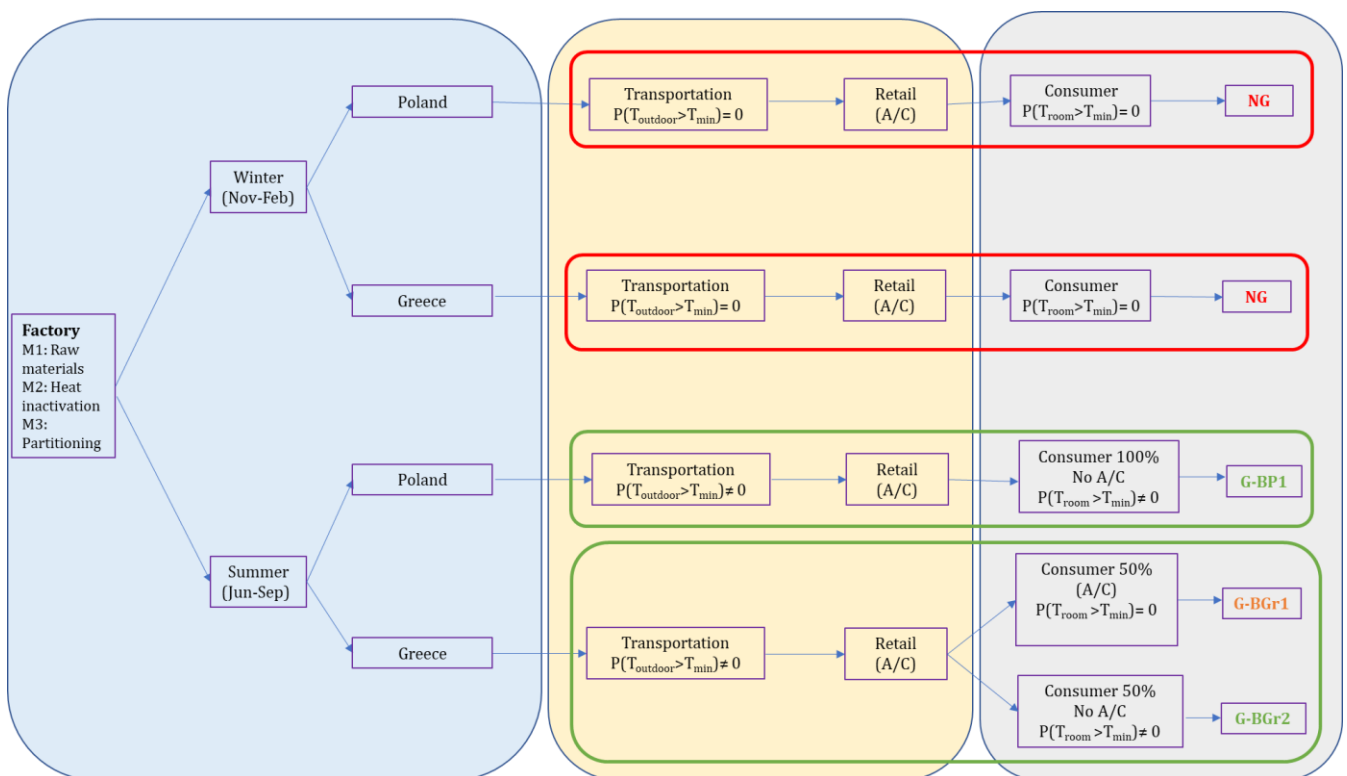 Factory
M1: Raw
materials
M2: Heat
inactivation
M3:
Partitioning
Winter
(Nov-Feb)
Summer
(Jun-Sep)
Poland
Greece
Poland
Greece
Transportation
P(Toutdoor>Tmin)= 0
Retail
(A/C)
Consumer
P(Troom>Tmin)= 0
NG
Transportation
P(Toutdoor>Tmin)= 0
Retail
(A/C)
Consumer
P(Troom>Tmin)= 0
NG
Transportation
P(Toutdoor>Tmin)≠ 0
Retail
(A/C)
Consumer 100%
No A/C
P(Troom >Tmin)≠ 0
G-BP1
Transportation
P(Toutdoor>Tmin)≠ 0
Retail
(A/C)
Consumer 50%
(A/C)
P(Troom >Tmin)= 0
G-BGr1
Consumer 50%
No A/C
P(Troom >Tmin)≠ 0
G-BGr2